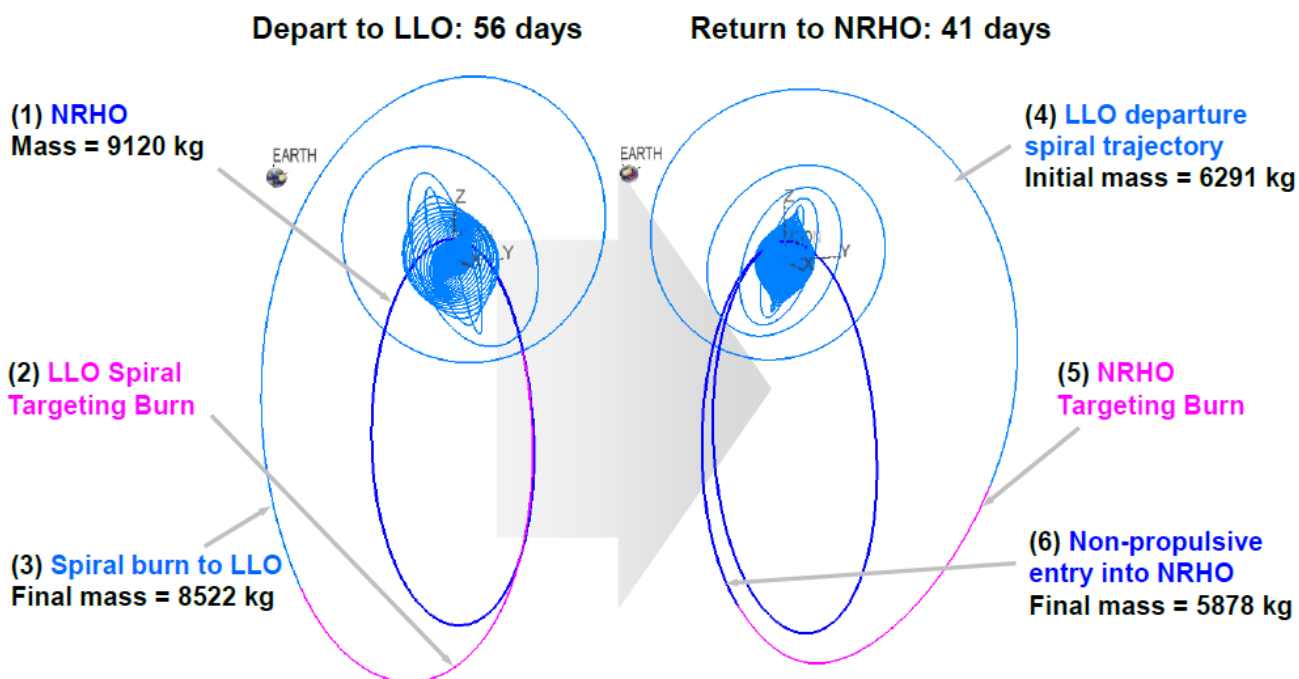 Depart to LLO: 56 days
Return to NRHO: 41 days
(1) NRHO
Mass = 9120 kg
EARTH
Z
Y
X
(2) LLO Spiral
Targeting Burn
(3) Spiral burn to LLO
Final mass = 8522 kg
EARTH
Z
Y
X
(4) LLO departure
spiral trajectory
Initial mass = 6291 kg
(5) NRHO
Targeting Burn
(6) Non-propulsive
entry into NRHO
Final mass = 5878 kg